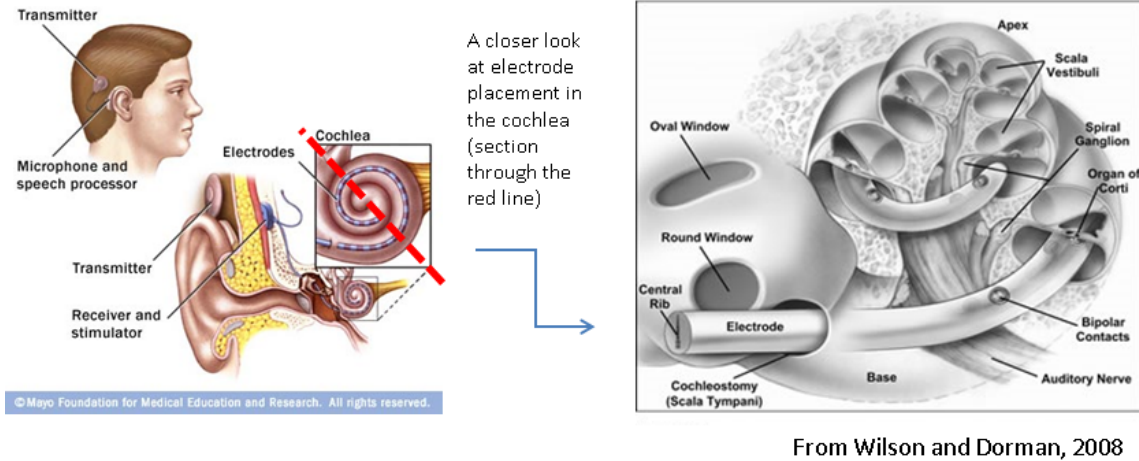 Transmitter
Microphone and
speech processor
Cochlea
Electrodes
Transmitter
Receiver and
stimulator
©Mayo Foundation for Medical Education and Research. All rights reserved.
A closer look
at electrode
placement in
the cochlea
(section
through the
red line)
Apex
Scala
Vestibuli
Oval Window
Spiral
Ganglion
Organ of
Corti
Round Window
Central
Rib
Electrode
Bipolar
Contacts
Cochleostomy
(Scala Tympani)
Base
Auditory Nerve
From Wilson and Dorman, 2008